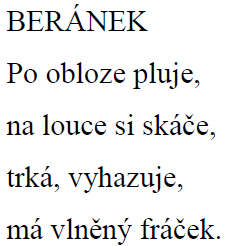 BERÁNEK
Po obloze pluje,
na louce si skáče,
trká, vyhazuje,
má vlněný fráček.